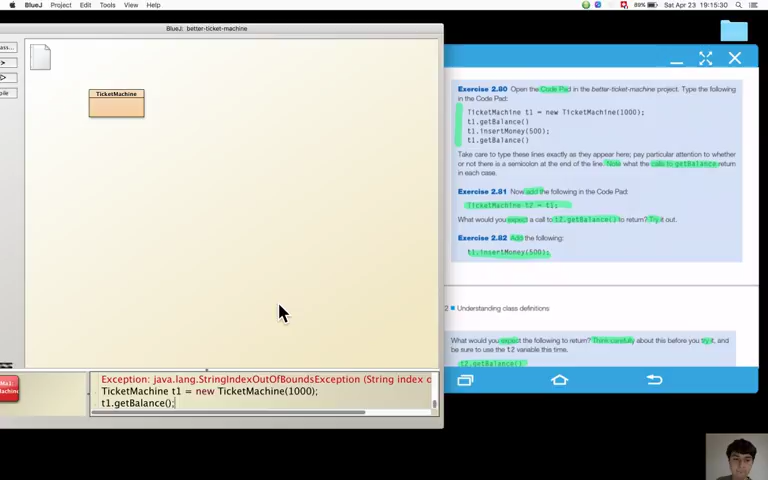 BlueJ Project Edit Tools View Help
89%
Sat Apr 23 19:15:30
BlueJ: better-ticket-machine
TicketMachine
Exercise 2.80 Open the Code Pad in the better-ticket-machine project. Type the following
in the Code Pad:
TicketMachine t1 = new TicketMachine(1000);
t1.getBalance()
t1.insertMoney(500);
t1.getBalance()
Take care to type these lines exactly as they appear here; pay particular attention to whether
or not there is a semicolon at the end of the line. Note what the calls to getBalance return
in each case.
Exercise 2.81 Now add the following in the Code Pad:
TicketMachine t2 = t1;
What would you expect a call to t2.getBalance() to return? Try it out.
Exercise 2.82 Add the following:
t1.insertMoney(500);
2 ■ Understanding class definitions
What would you expect the following to return? Think carefully about this before you try it, and
be sure to use the t2 variable this time.
t2.getBalance()
Exception: java.lang.StringIndexOutOfBoundsException (String index o
TicketMachine t1 = new TicketMachine(1000);
t1.getBalance();